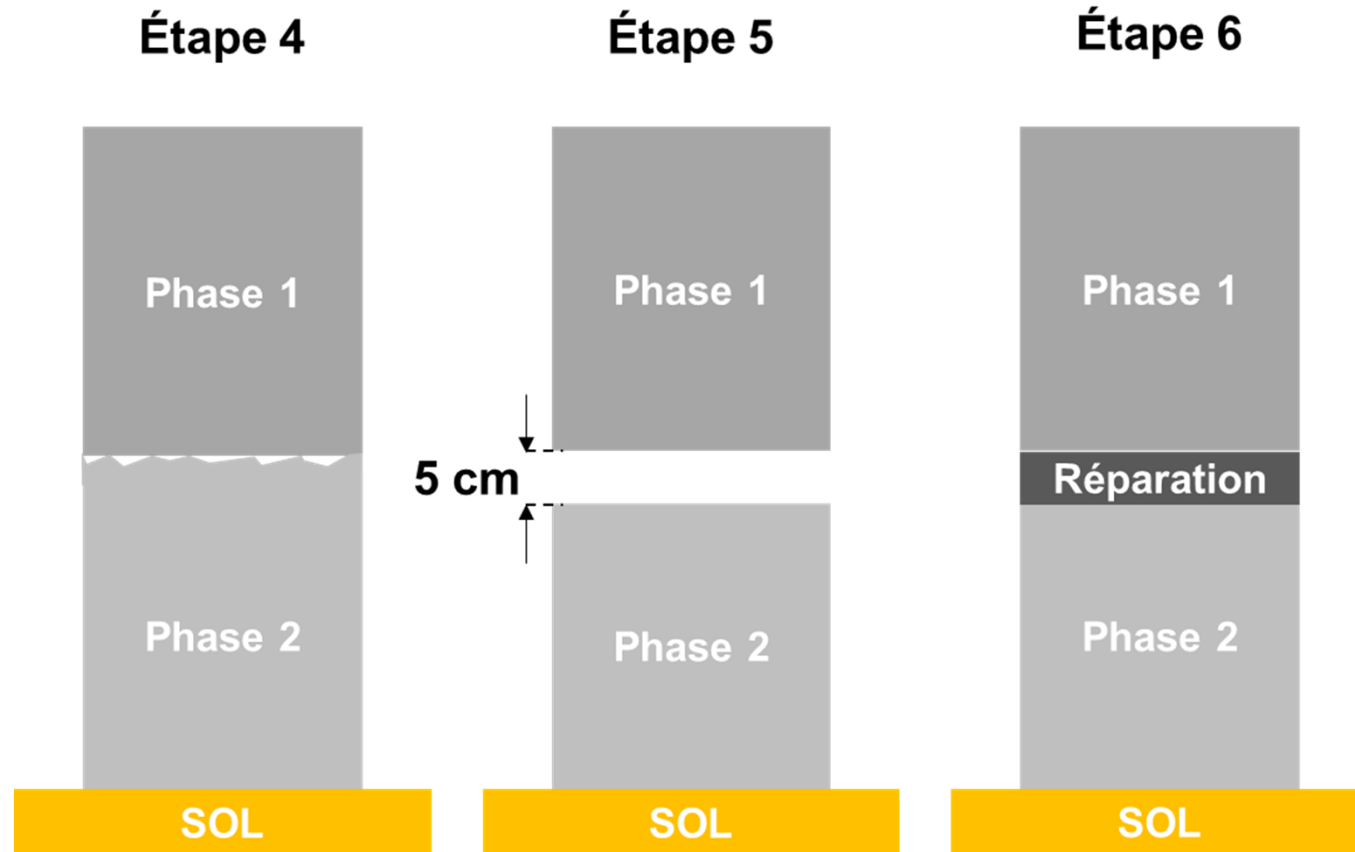 Étape 4
Étape 5
Étape 6
Phase 1
Phase 1
Phase 1
5 cm
Réparation
Phase 2
Phase 2
Phase 2
SOL
SOL
SOL